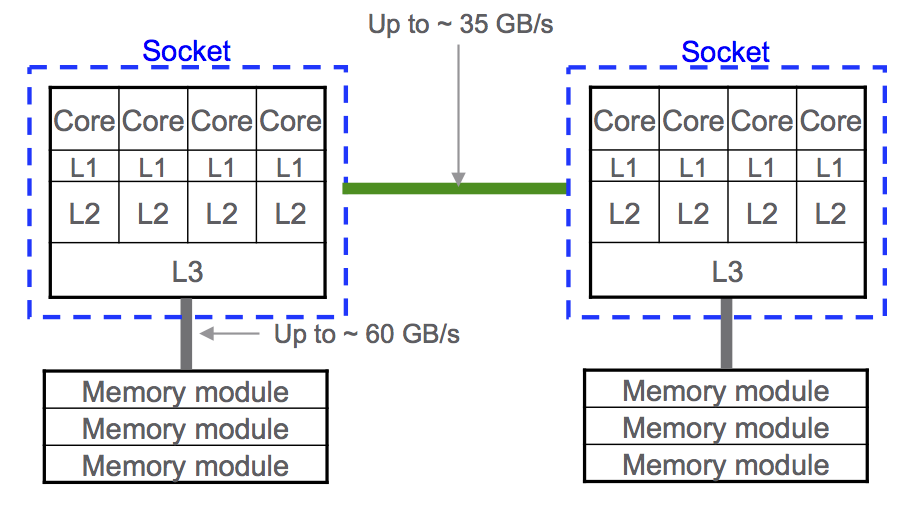 Up to ~ 35 GB/s
Socket
Socket
Core Core Core Core
L1 L1 L1 L1
L2 L2 L2 L2
L3
Core Core Core Core
L1 L1 L1 L1
L2 L2 L2 L2
L3
Up to ~ 60 GB/s
Memory module
Memory module
Memory module
Memory module
Memory module
Memory module